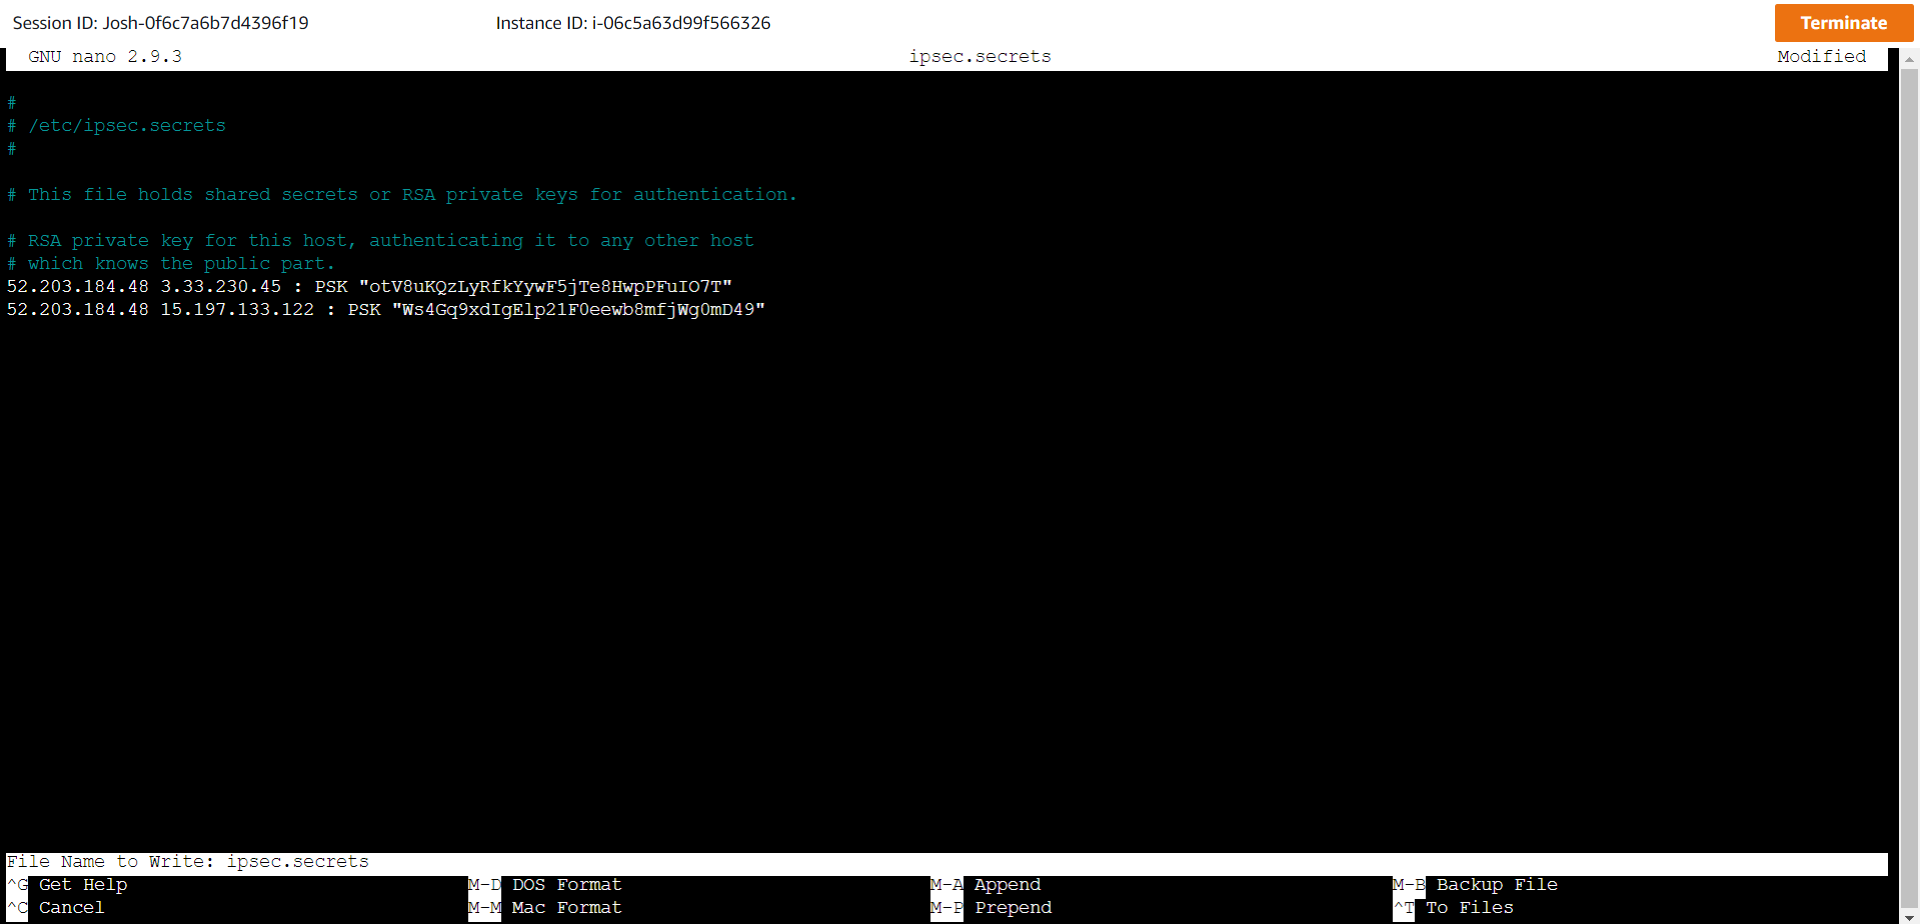 Session ID: Josh-0f6c7a6b7d4396f19 Instance ID: i-06c5a63d99f566326 Terminate
GNU nano 2.9.3 ipsec.secrets Modified
#
# /etc/ipsec.secrets
#
# This file holds shared secrets or RSA private keys for authentication.
# RSA private key for this host, authenticating it to any other host
# which knows the public part.
52.203.184.48 3.33.230.45 : PSK "otV8uKQzLyRfkYywF5jTe8HwpPFuIO7T"
52.203.184.48 15.197.133.122 : PSK "Ws4Gq9xdIgElp21F0eewb8mfjWg0mD49"
File Name to Write: ipsec.secrets
^G Get Help M-D DOS Format M-A Append M-B Backup File
^C Cancel M-M Mac Format M-P Prepend ^T To Files